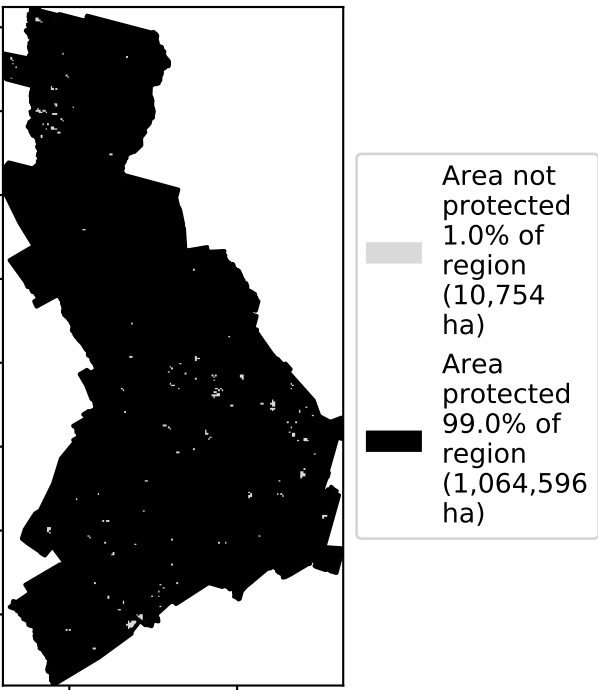 Area not
protected
1.0% of
region
(10,754
ha)
Area
protected
99.0% of
region
(1,064,596
ha)